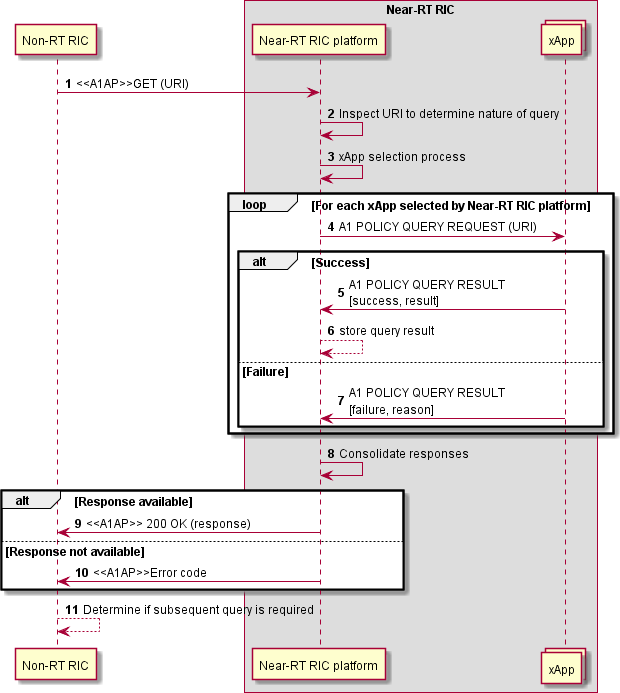 Near-RT RIC
Non-RT RIC
Near-RT RIC platform
xApp
1 <<A1AP>>GET (URI)
2 Inspect URI to determine nature of query
3 xApp selection process
loop [For each xApp selected by Near-RT RIC platform]
4 A1 POLICY QUERY REQUEST (URI)
alt [Success]
5 A1 POLICY QUERY RESULT
[success, result]
6 store query result
[Failure]
7 A1 POLICY QUERY RESULT
[failure, reason]
8 Consolidate responses
alt [Response available]
9 <<A1AP>> 200 OK (response)
[Response not available]
10 <<A1AP>>Error code
11 Determine if subsequent query is required
Non-RT RIC
Near-RT RIC platform
xApp